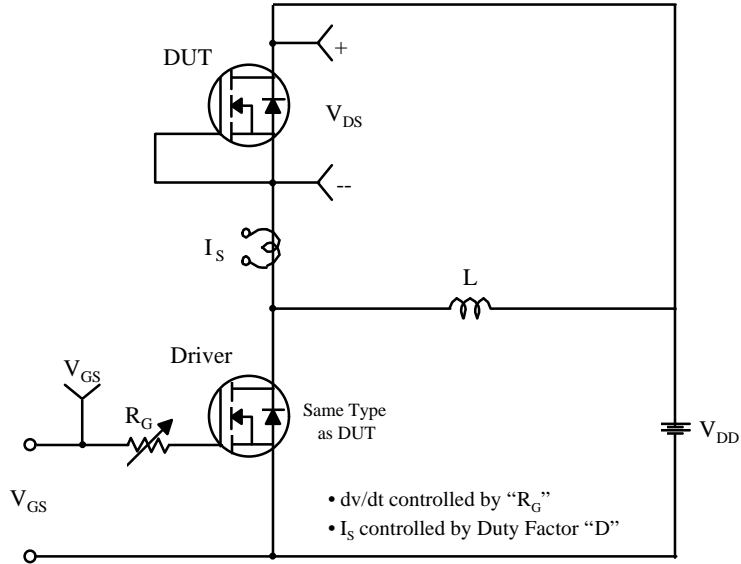 DUT
+
V_DS
--
I_S
L
Driver
V_GS
R_G
Same Type
as DUT
V_DD
V_GS
• dv/dt controlled by “R_G”
• I_S controlled by Duty Factor “D”